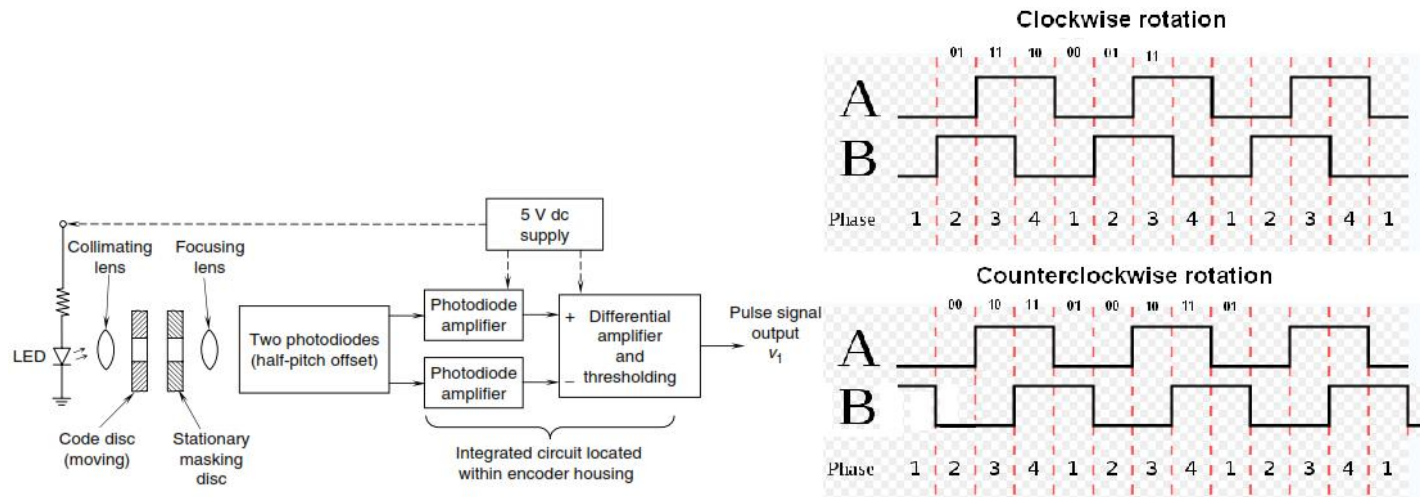 5 V dc
supply
Collimating
lens
Focusing
lens
LED
Two photodiodes
(half-pitch offset)
Photodiode
amplifier
Photodiode
amplifier
+ Differential
amplifier
and
− thresholding
Pulse signal
output
v₁
Code disc
(moving)
Stationary
masking
disc
Integrated circuit located
within encoder housing
Clockwise rotation
01 11 10 00 01 11
A
B
Phase 1 2 3 4 1 2 3 4 1 2 3 4 1
Counterclockwise rotation
00 10 11 01 00 10 11 01
A
B
Phase 1 2 3 4 1 2 3 4 1 2 3 4 1